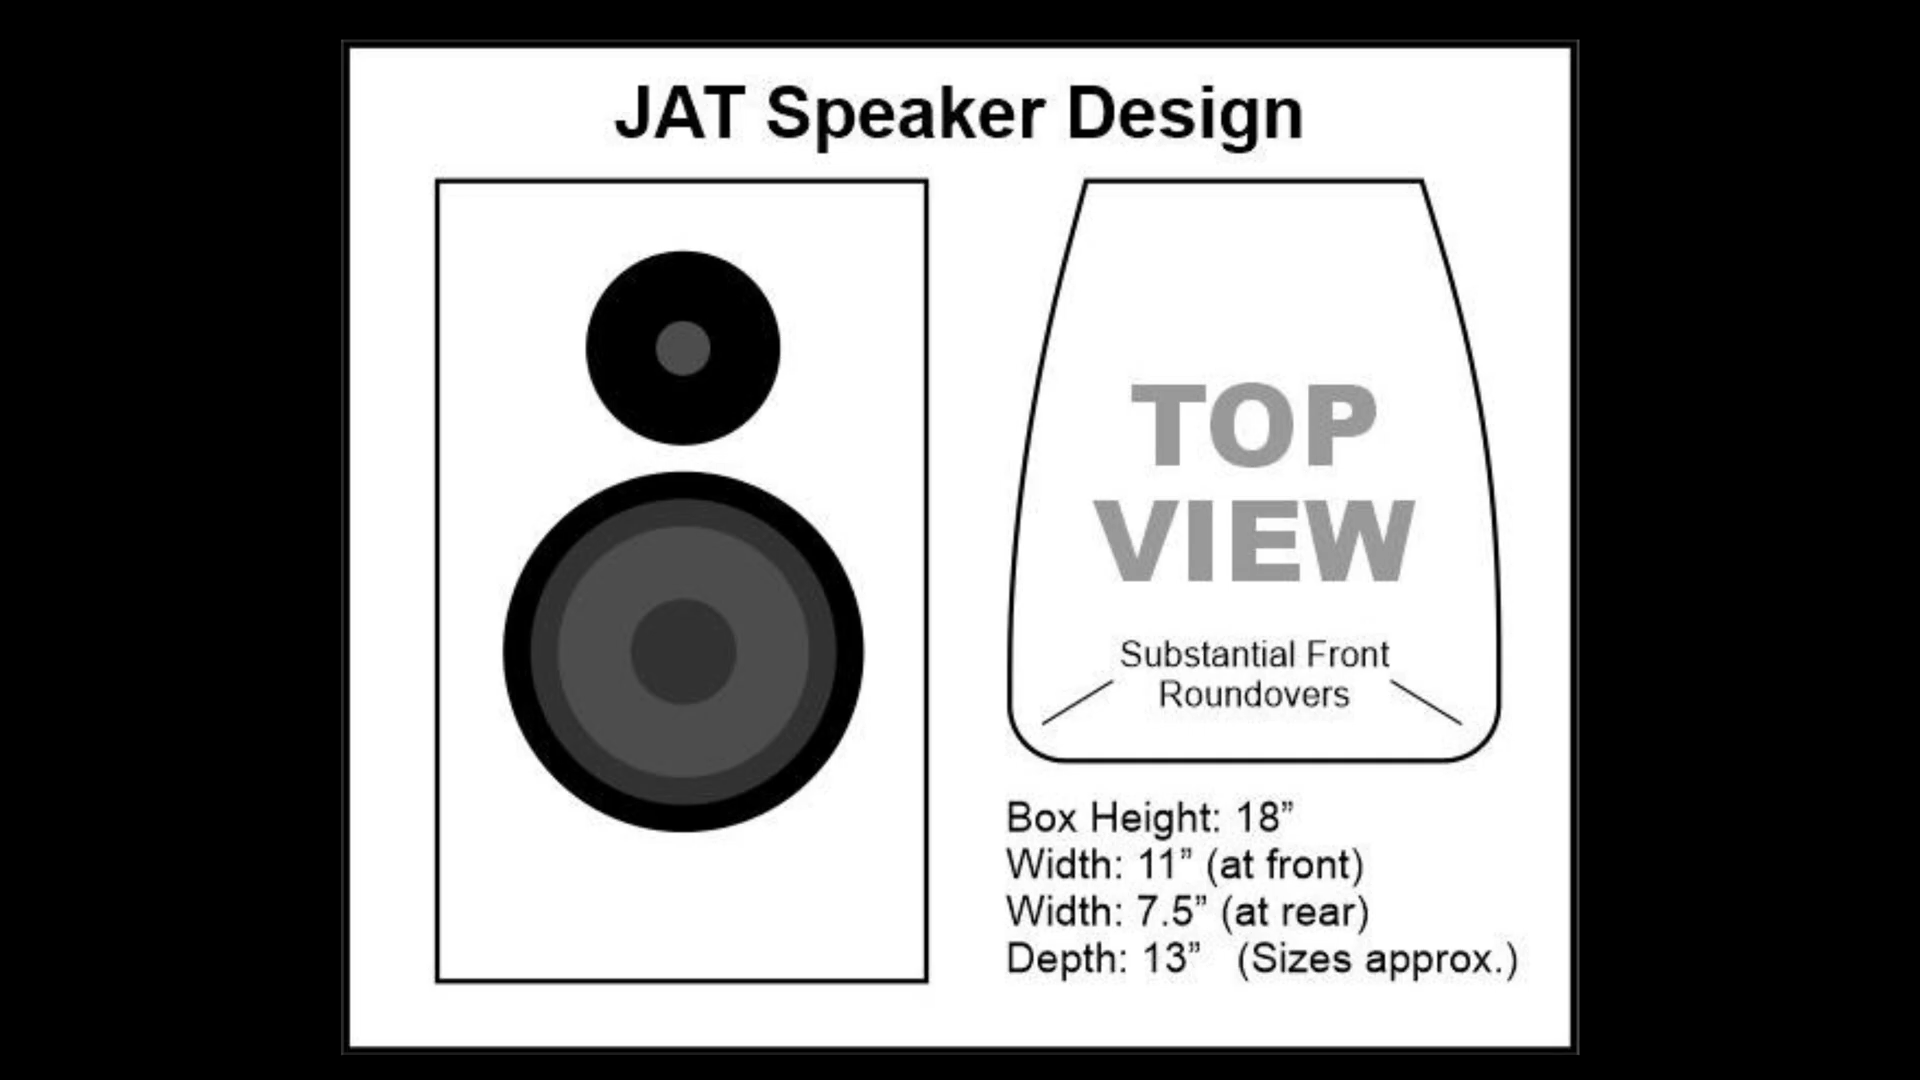 JAT Speaker Design
TOP
VIEW
Substantial Front
Roundovers
Box Height: 18”
Width: 11” (at front)
Width: 7.5” (at rear)
Depth: 13” (Sizes approx.)